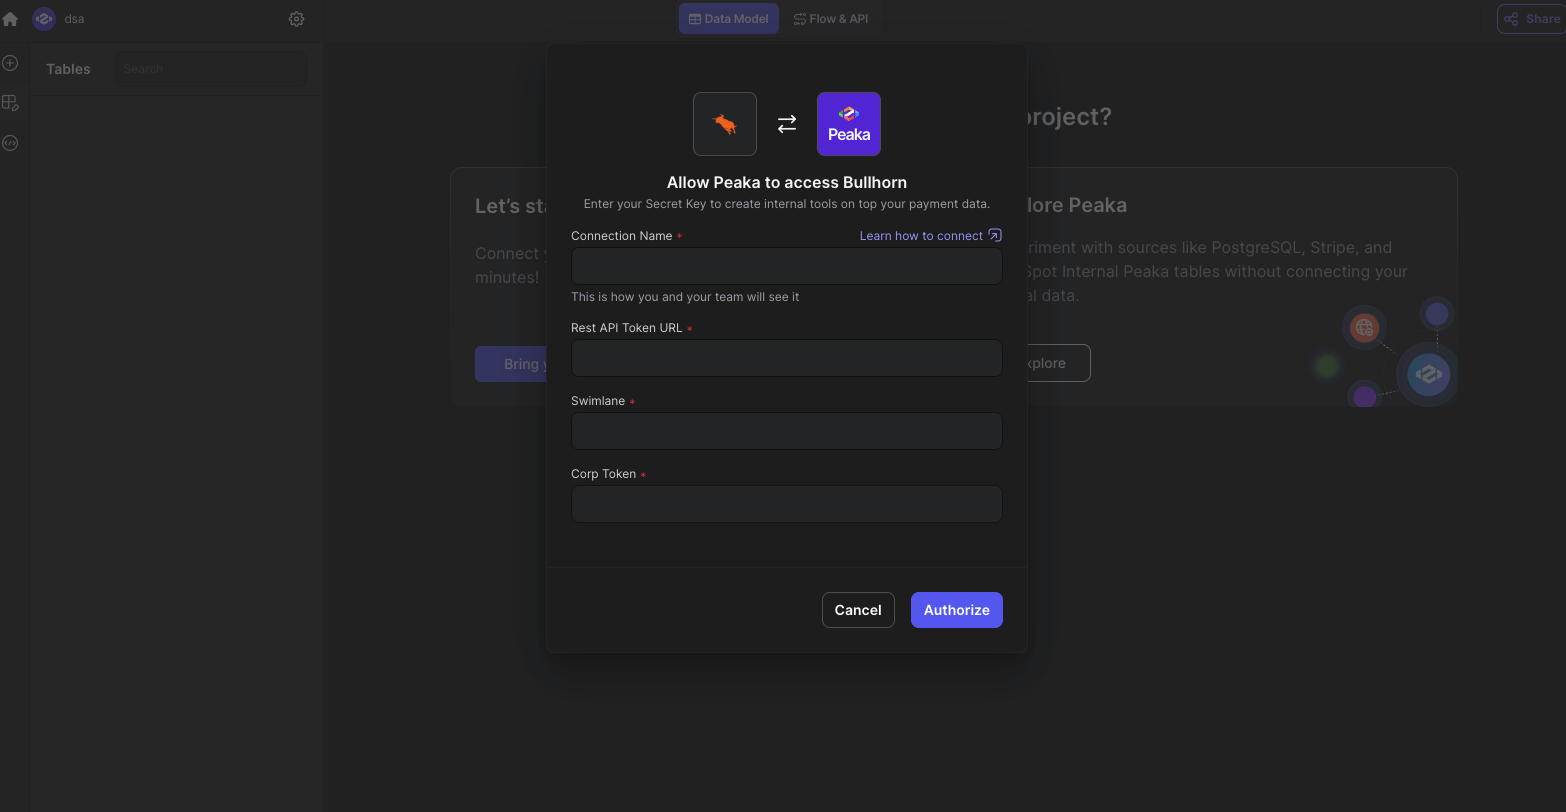 dsa
Data Model
Flow & API
Share
Tables
Search
project?
Peaka
Allow Peaka to access Bullhorn
Enter your Secret Key to create internal tools on top your payment data.
Connection Name *
Learn how to connect
This is how you and your team will see it
Rest API Token URL *
Swimlane *
Corp Token *
Cancel
Authorize
Let's sta
Connect y
minutes!
Bring y
lore Peaka
riment with sources like PostgreSQL, Stripe, and
Spot Internal Peaka tables without connecting your
al data.
xplore